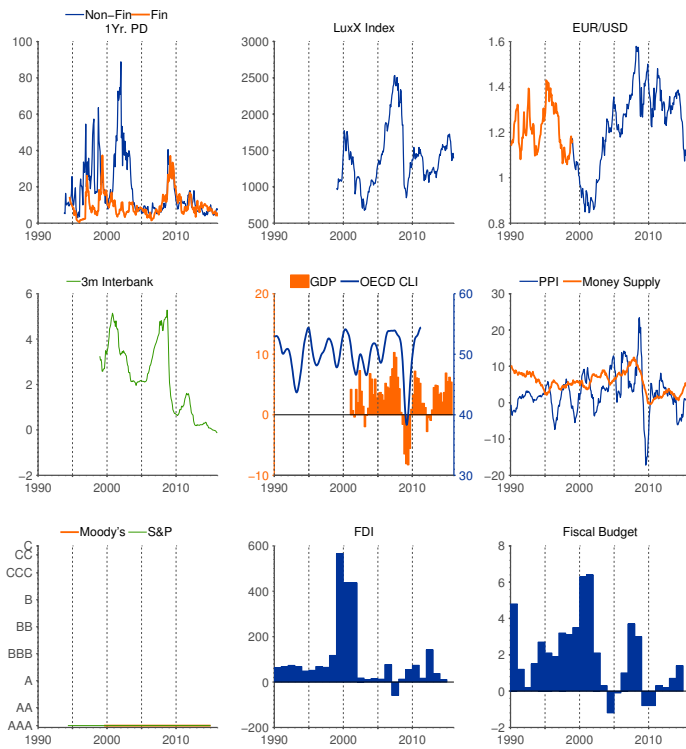 Non-Fin Fin
1Yr. PD
LuxX Index
EUR/USD
100
80
60
40
20
0
1990 2000 2010
3000
2500
2000
1500
1000
500
1990 2000 2010
1.6
1.4
1.2
1
0.8
1990 2000 2010
3m Interbank
GDP OECD CLI
PPI Money Supply
6
4
2
0
−2
1990 2000 2010
20
10
0
−10
60
50
40
30
1990 2000 2010
30
20
10
0
−10
−20
1990 2000 2010
Moody's S&P
FDI
Fiscal Budget
C
CC
CCC
B
BB
BBB
A
AA
AAA
1990 2000 2010
600
400
200
0
−200
1990 2000 2010
8
6
4
2
0
−2
1990 2000 2010